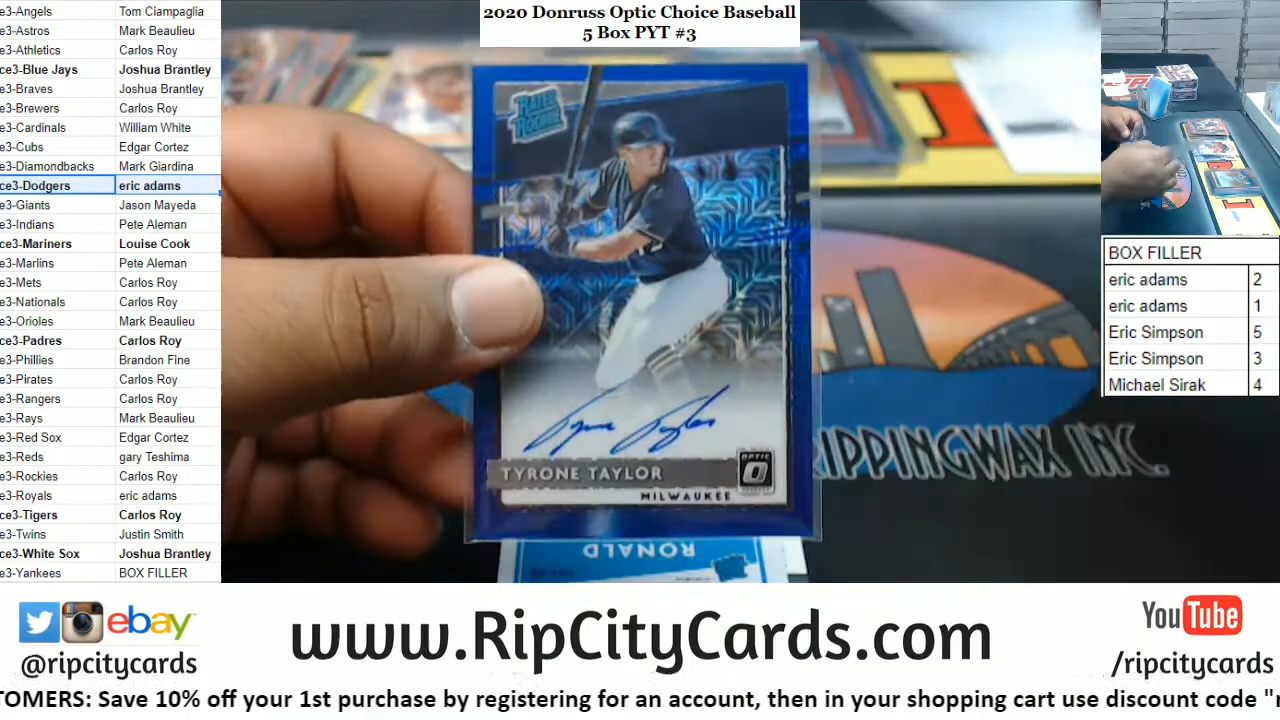 2020 Donruss Optic Choice Baseball
5 Box PYT #3
e3-Angels Tom Ciampaglia
e3-Astros Mark Beaulieu
e3-Athletics Carlos Roy
ce3-Blue Jays Joshua Brantley
e3-Braves Joshua Brantley
e3-Brewers Carlos Roy
e3-Cardinals William White
e3-Cubs Edgar Cortez
e3-Diamondbacks Mark Giardina
ce3-Dodgers eric adams
e3-Giants Jason Mayeda
e3-Indians Pete Aleman
ce3-Mariners Louise Cook
e3-Marlins Pete Aleman
e3-Mets Carlos Roy
e3-Nationals Carlos Roy
e3-Orioles Mark Beaulieu
ce3-Padres Carlos Roy
e3-Phillies Brandon Fine
e3-Pirates Carlos Roy
e3-Rangers Carlos Roy
e3-Rays Mark Beaulieu
e3-Red Sox Edgar Cortez
e3-Reds gary Teshima
e3-Rockies Carlos Roy
e3-Royals eric adams
ce3-Tigers Carlos Roy
e3-Twins Justin Smith
ce3-White Sox Joshua Brantley
e3-Yankees BOX FILLER
RATED
ROOKIE
Tyrone Taylor
TYRONE TAYLOR
OPTIC
MILWAUKEE
RONALD
RIPPINGWAX INC.
BOX FILLER
eric adams 2
eric adams 1
Eric Simpson 5
Eric Simpson 3
Michael Sirak 4
ebay
@ripcitycards
www.RipCityCards.com
YouTube
/ripcitycards
TOMERS: Save 10% off your 1st purchase by registering for an account, then in your shopping cart use discount code "r